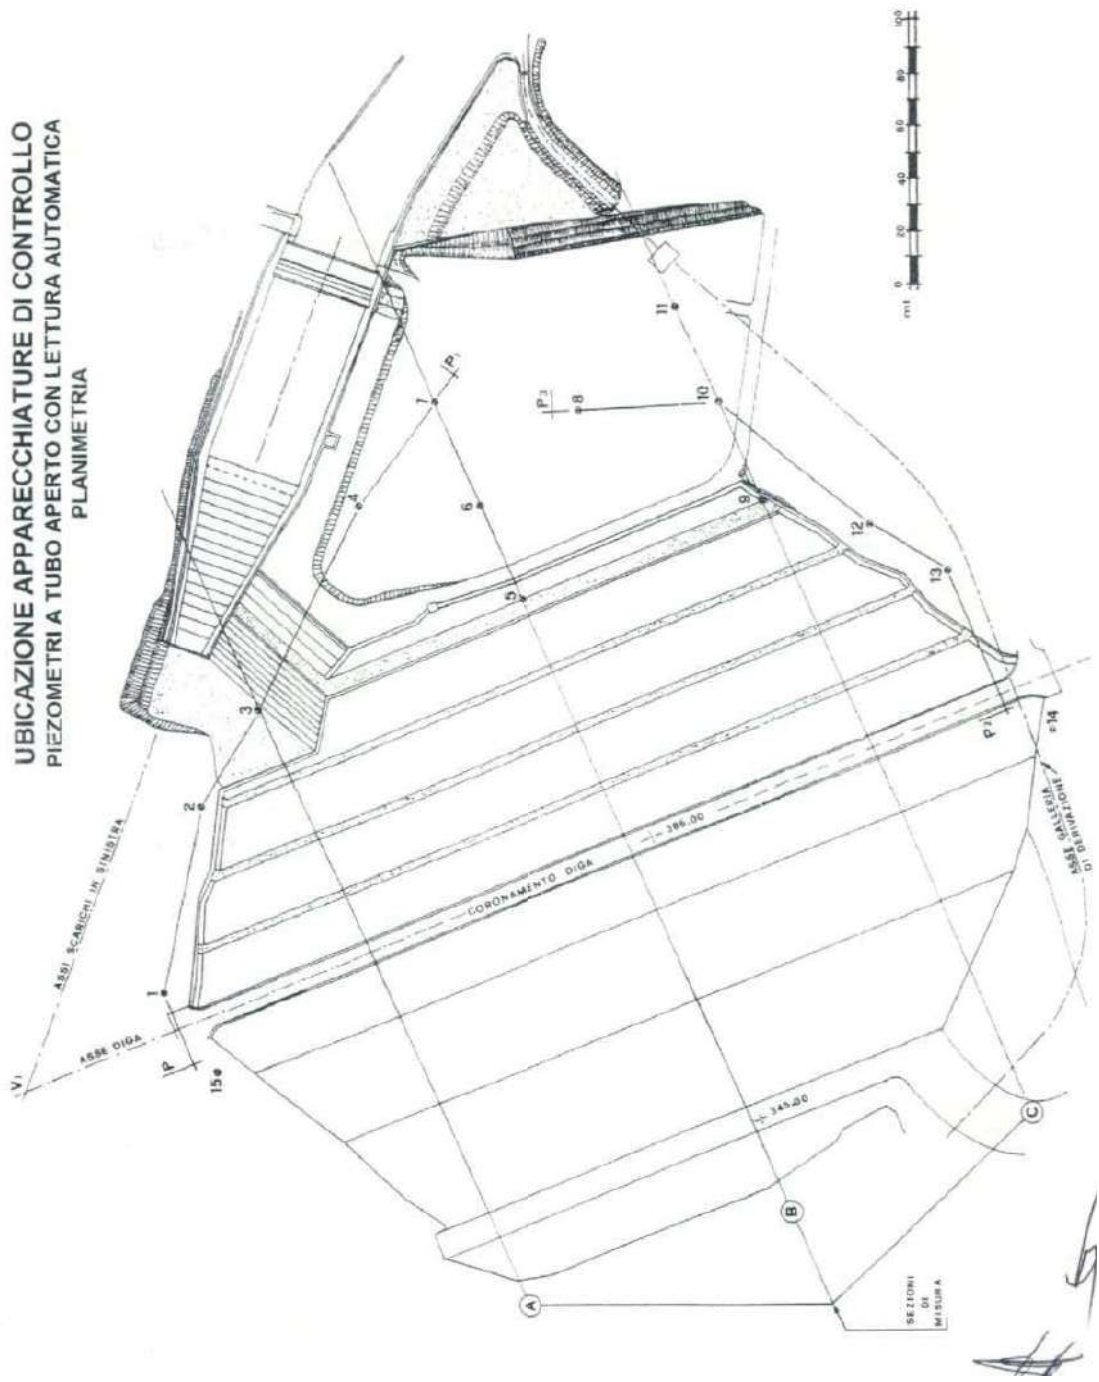 UBICAZIONE APPARECCHIATURE DI CONTROLLO
PIEZOMETRI A TUBO APERTO CON LETTURA AUTOMATICA
PLANIMETRIA
V1
ASSI SCARICHI IN SINISTRA
ASSE DIGA
P
1
15
2
3
4
7
P1
6
5
P3
8
11
10
9
12
13
P2
14
CORONAMENTO DIGA
386.00
345.00
ASSE GALLERIA
DI DERIVAZIONE
A
B
C
SEZIONI
DI
MISURA
ml
0
20
40
60
80
100